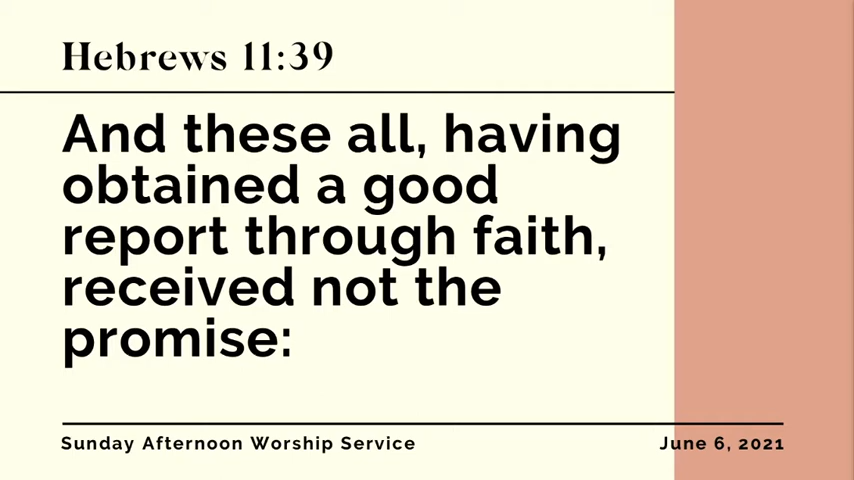 Hebrews 11:39
And these all, having
obtained a good
report through faith,
received not the
promise:
Sunday Afternoon Worship Service
June 6, 2021